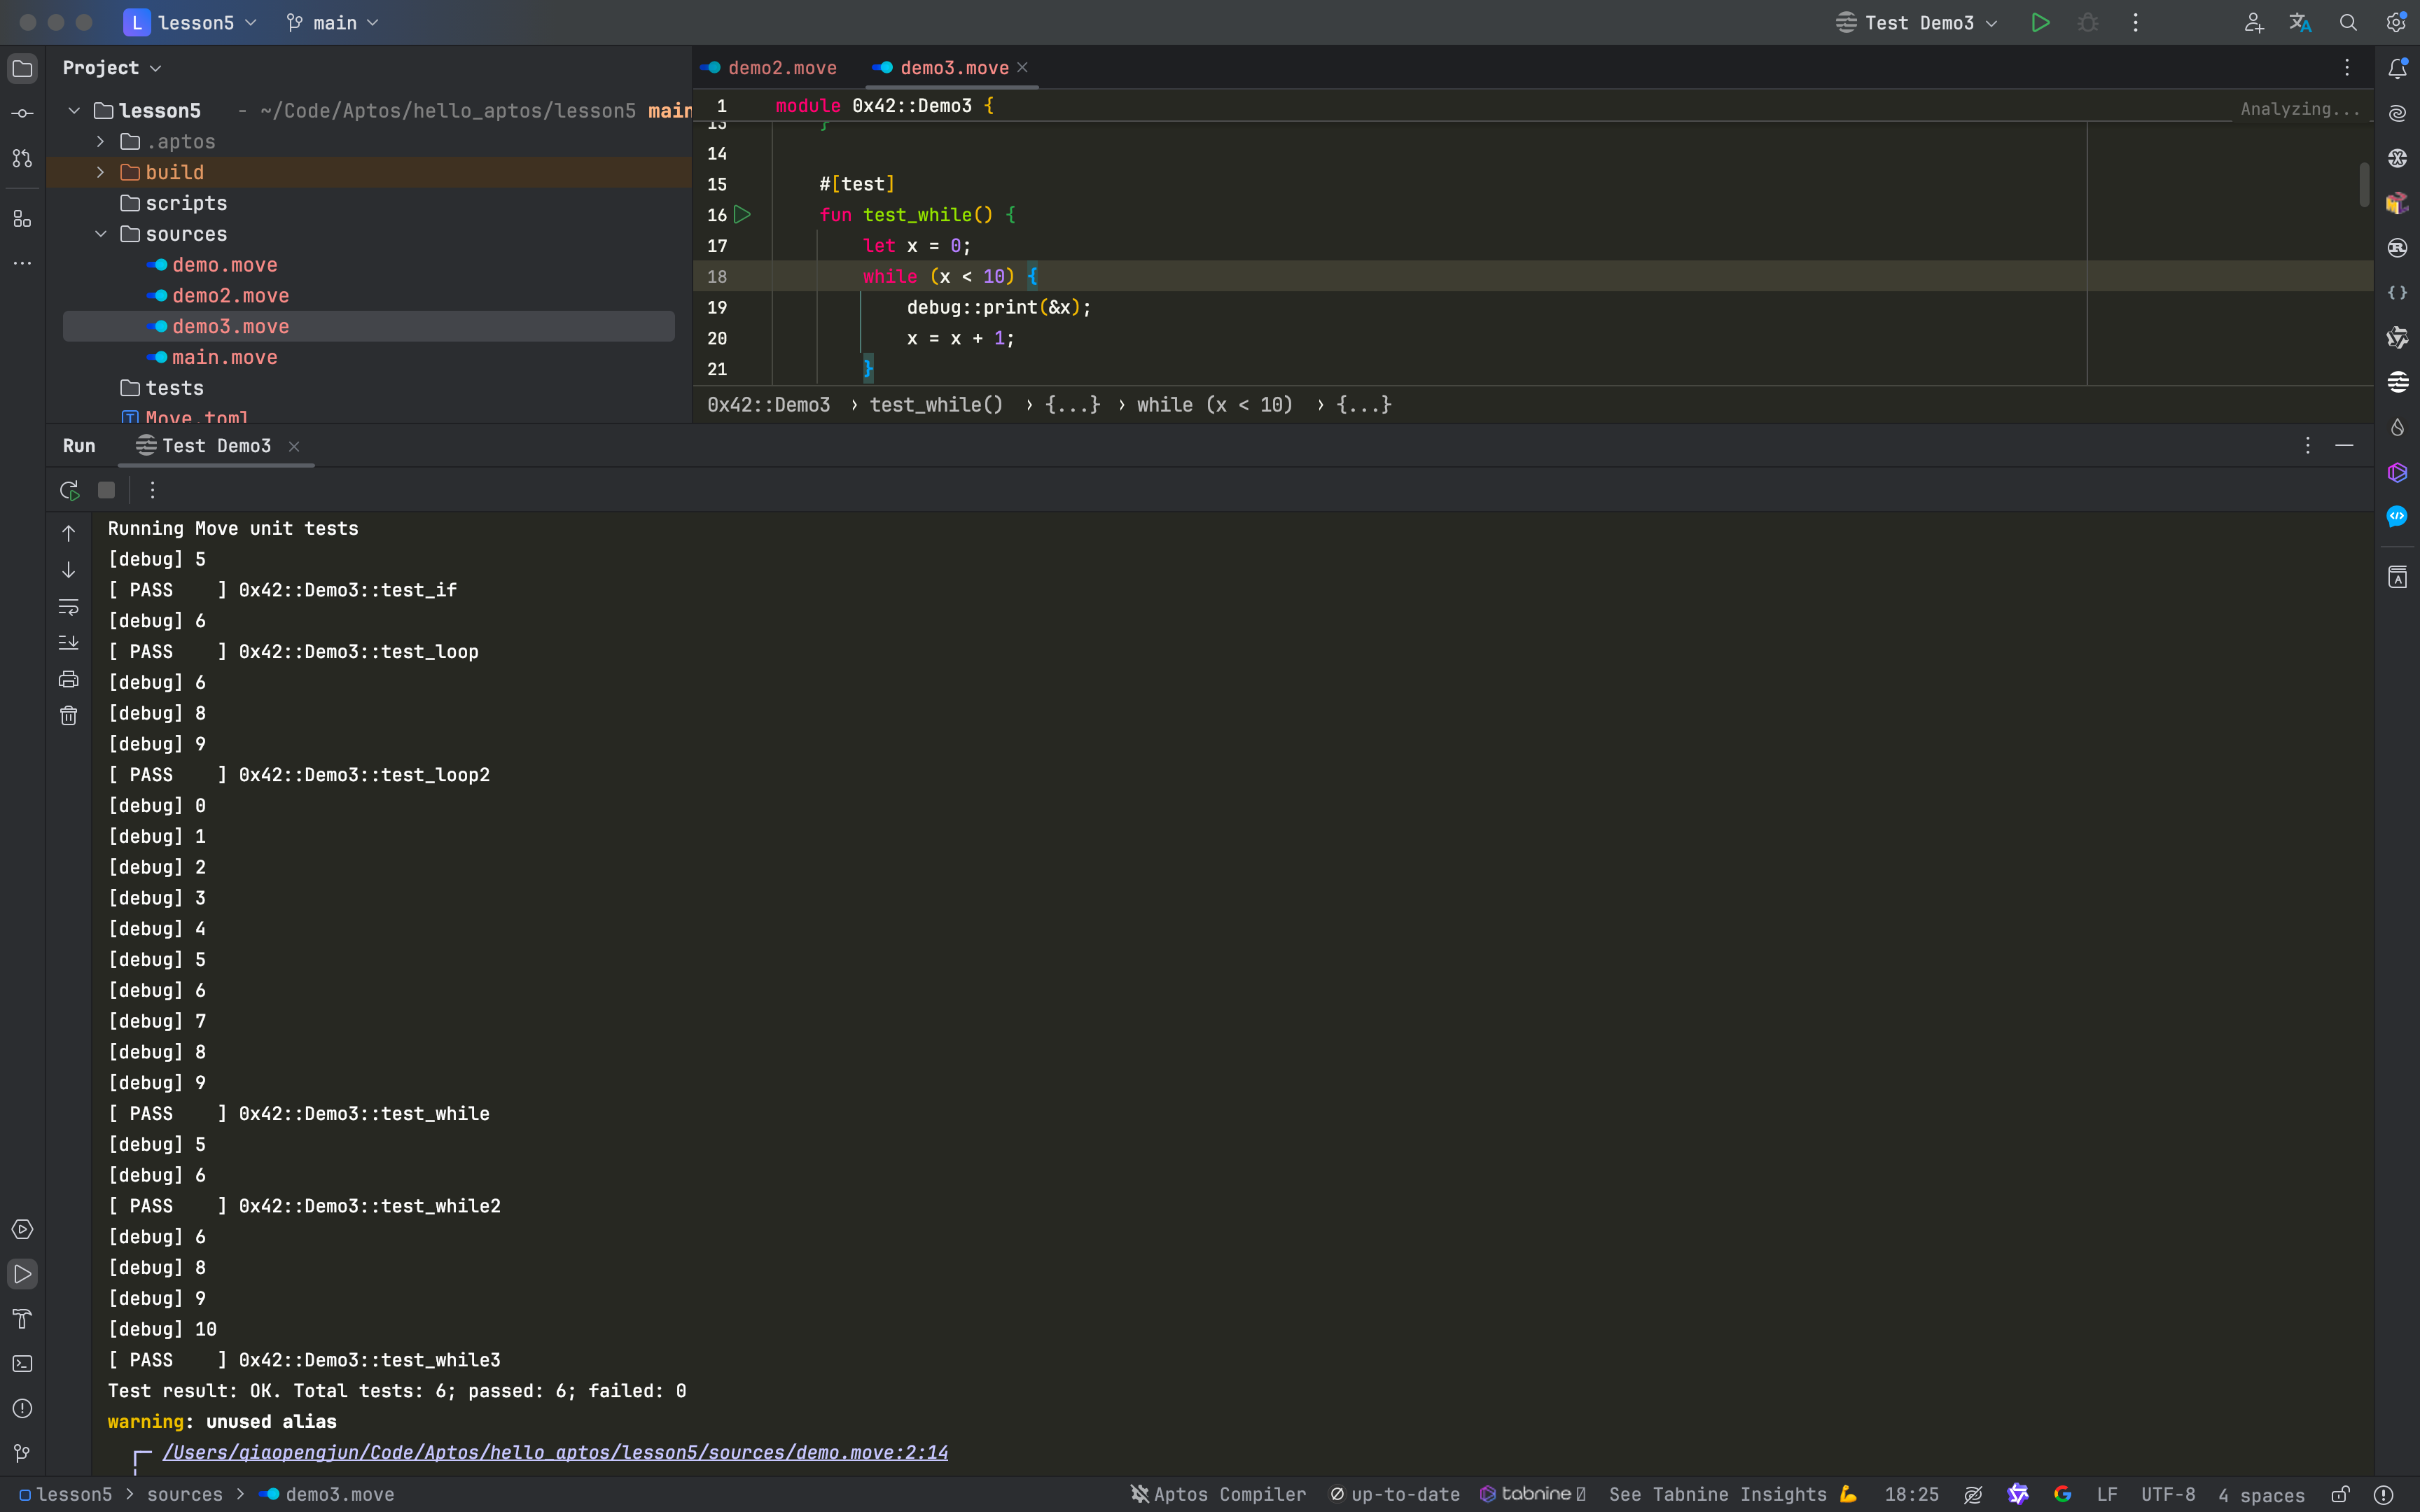 L lesson5 main Test Demo3
Project
demo2.move demo3.move
lesson5 - ~/Code/Aptos/hello_aptos/lesson5 main
.aptos
build
scripts
sources
demo.move
demo2.move
demo3.move
main.move
tests
Move.toml
1 module 0x42::Demo3 {
Analyzing...
13 }
14
15 #[test]
16 fun test_while() {
17 let x = 0;
18 while (x < 10) {
19 debug::print(&x);
20 x = x + 1;
21 }
0x42::Demo3 › test_while() › {...} › while (x < 10) › {...}
Run Test Demo3
Running Move unit tests
[debug] 5
[ PASS    ] 0x42::Demo3::test_if
[debug] 6
[ PASS    ] 0x42::Demo3::test_loop
[debug] 6
[debug] 8
[debug] 9
[ PASS    ] 0x42::Demo3::test_loop2
[debug] 0
[debug] 1
[debug] 2
[debug] 3
[debug] 4
[debug] 5
[debug] 6
[debug] 7
[debug] 8
[debug] 9
[ PASS    ] 0x42::Demo3::test_while
[debug] 5
[debug] 6
[ PASS    ] 0x42::Demo3::test_while2
[debug] 6
[debug] 8
[debug] 9
[debug] 10
[ PASS    ] 0x42::Demo3::test_while3
Test result: OK. Total tests: 6; passed: 6; failed: 0
warning: unused alias
/Users/qiaopengjun/Code/Aptos/hello_aptos/lesson5/sources/demo.move:2:14
lesson5 > sources > demo3.move
Aptos Compiler up-to-date tabnine See Tabnine Insights 💪 18:25 LF UTF-8 4 spaces